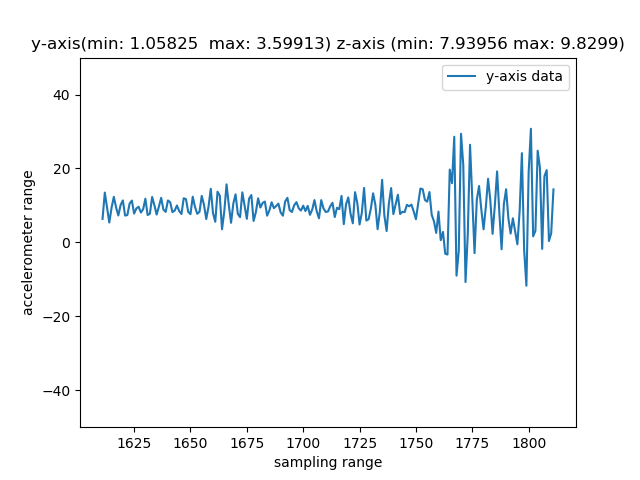 y-axis(min: 1.05825  max: 3.59913) z-axis (min: 7.93956 max: 9.8299)
y-axis data
40
20
0
−20
−40
accelerometer range
1625 1650 1675 1700 1725 1750 1775 1800
sampling range